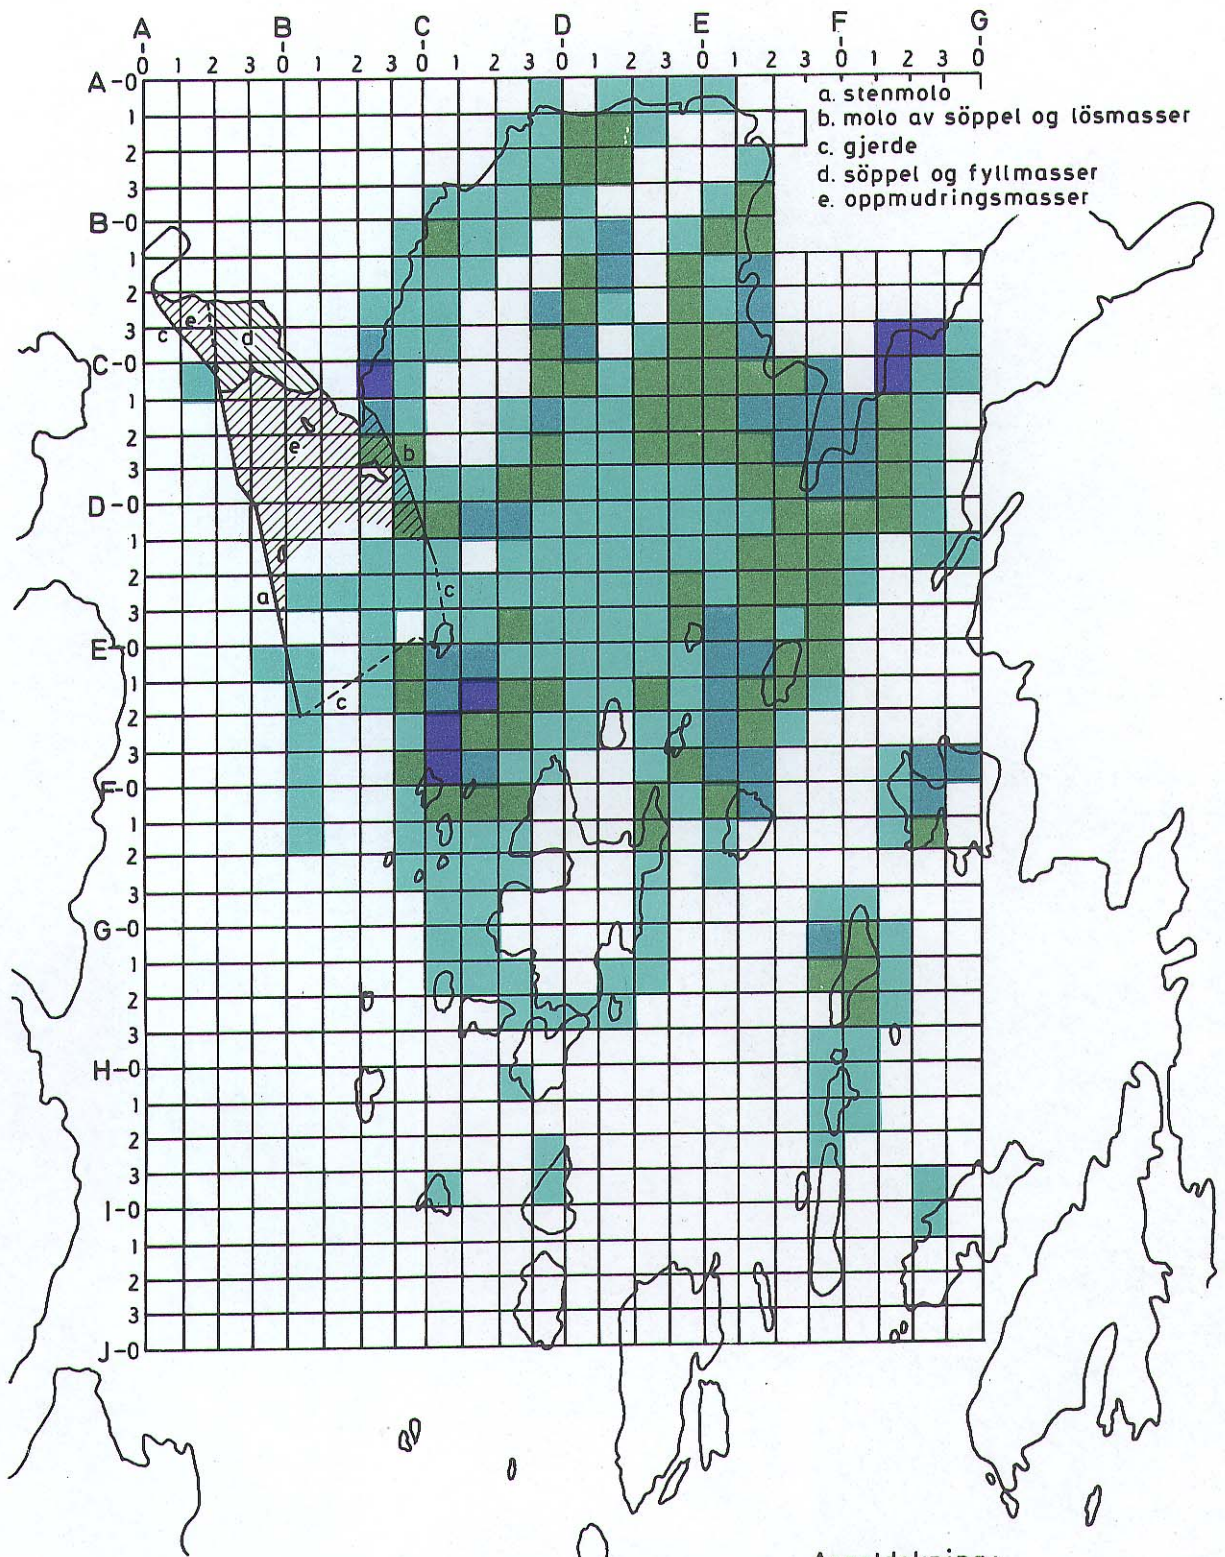 A B C D E F G
0 1 2 3 0 1 2 3 0 1 2 3 0 1 2 3 0 1 2 3 0 1 2 3 0
A-0
a. stenmolo
1
b. molo av söppel og lösmasser
c. gjerde
2
d. söppel og fyllmasser
3
e. oppmudringsmasser
B-0
1
2
e
3
c d
C-0
1
2
e b
3
D-0
1
2
a c
3
E-0
1
c
2
3
F-0
1
2
3
G-0
1
2
3
H-0
1
2
3
I-0
1
2
3
J-0